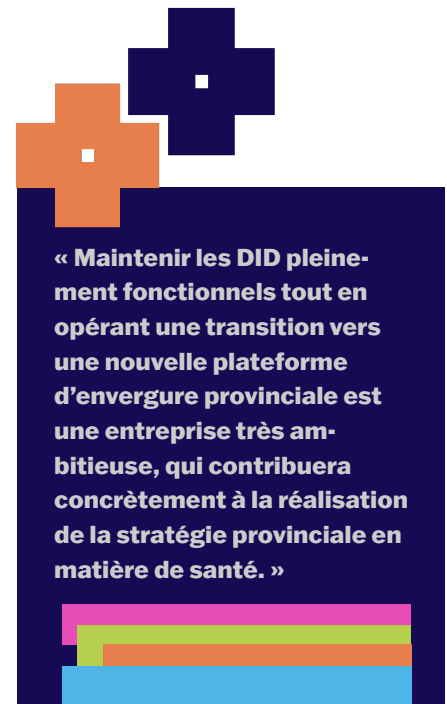 « Maintenir les DID pleine-
ment fonctionnels tout en
opérant une transition vers
une nouvelle plateforme
d’envergure provinciale est
une entreprise très am-
bitieuse, qui contribuera
concrètement à la réalisation
de la stratégie provinciale en
matière de santé. »